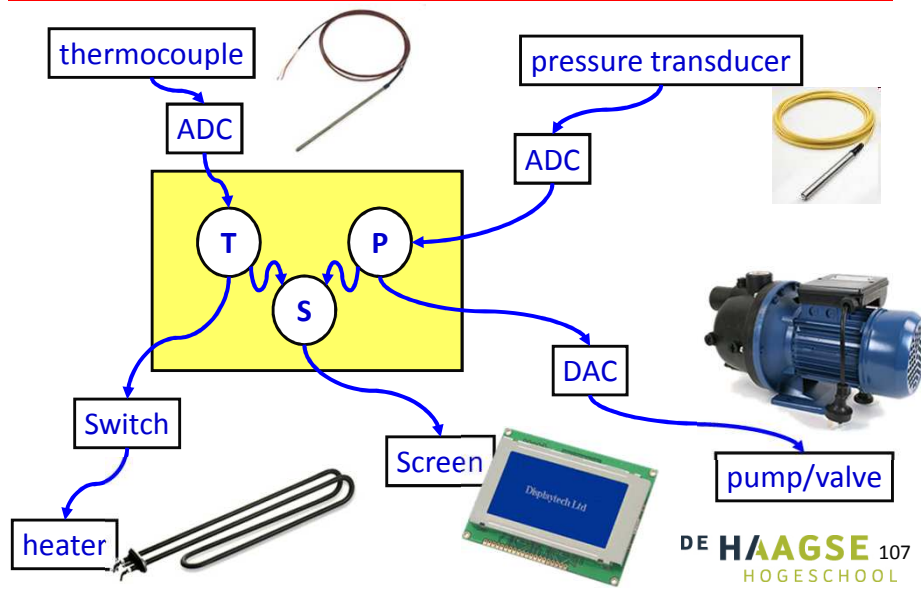 thermocouple
pressure transducer
ADC
ADC
T
P
S
DAC
Switch
Screen
Displaytech Ltd
pump/valve
heater
DE HAAGSE 107
HOGESCHOOL